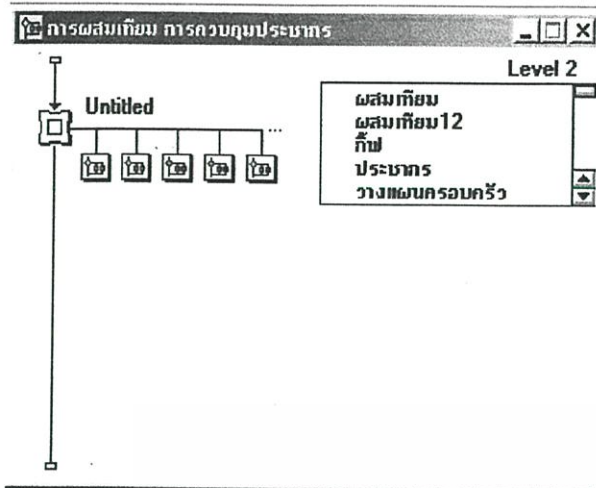 การผสมเทียม การควบคุมประชากร
Level 2
Untitled
...
ผสมเทียม
ผสมเทียม12
กิ๊ฟ
ประชากร
วางแผนครอบครัว